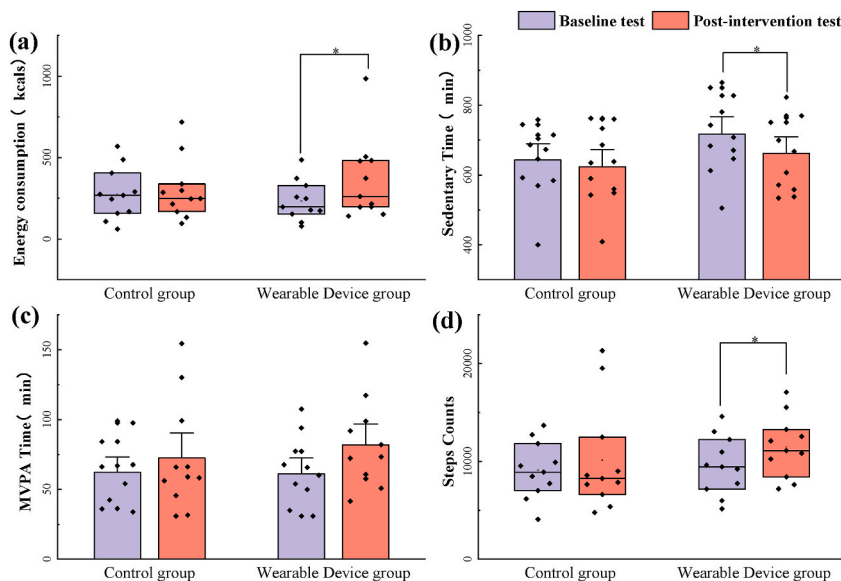 Baseline test Post-intervention test
(a)
Energy consumption ( kcals)
1000
500
0
*
Control group Wearable Device group
(b)
Sedentary Time ( min)
1000
800
600
400
*
Control group Wearable Device group
(c)
MVPA Time( min)
150
100
50
0
Control group Wearable Device group
(d)
Steps Counts
20000
10000
0
*
Control group Wearable Device group